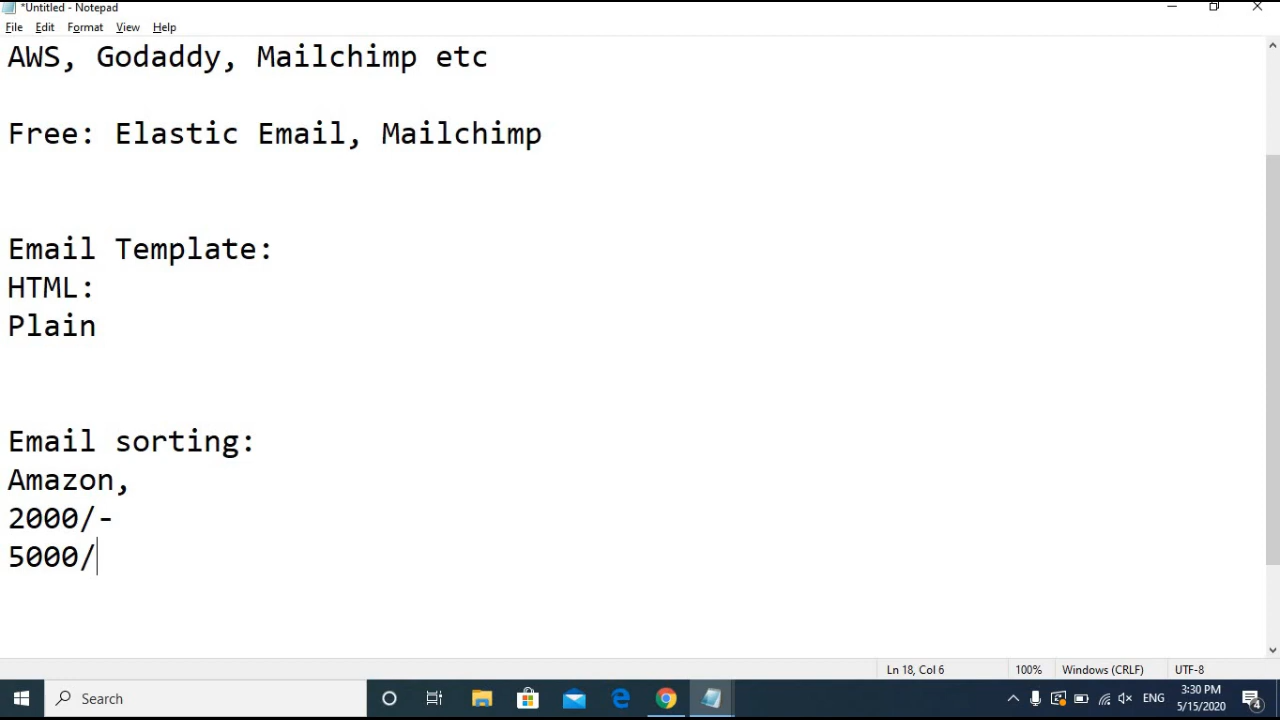 *Untitled - Notepad
File Edit Format View Help
AWS, Godaddy, Mailchimp etc
Free: Elastic Email, Mailchimp
Email Template:
HTML:
Plain
Email sorting:
Amazon,
2000/-
5000/
Ln 18, Col 6 100% Windows (CRLF) UTF-8
Search ENG 3:30 PM
5/15/2020 4